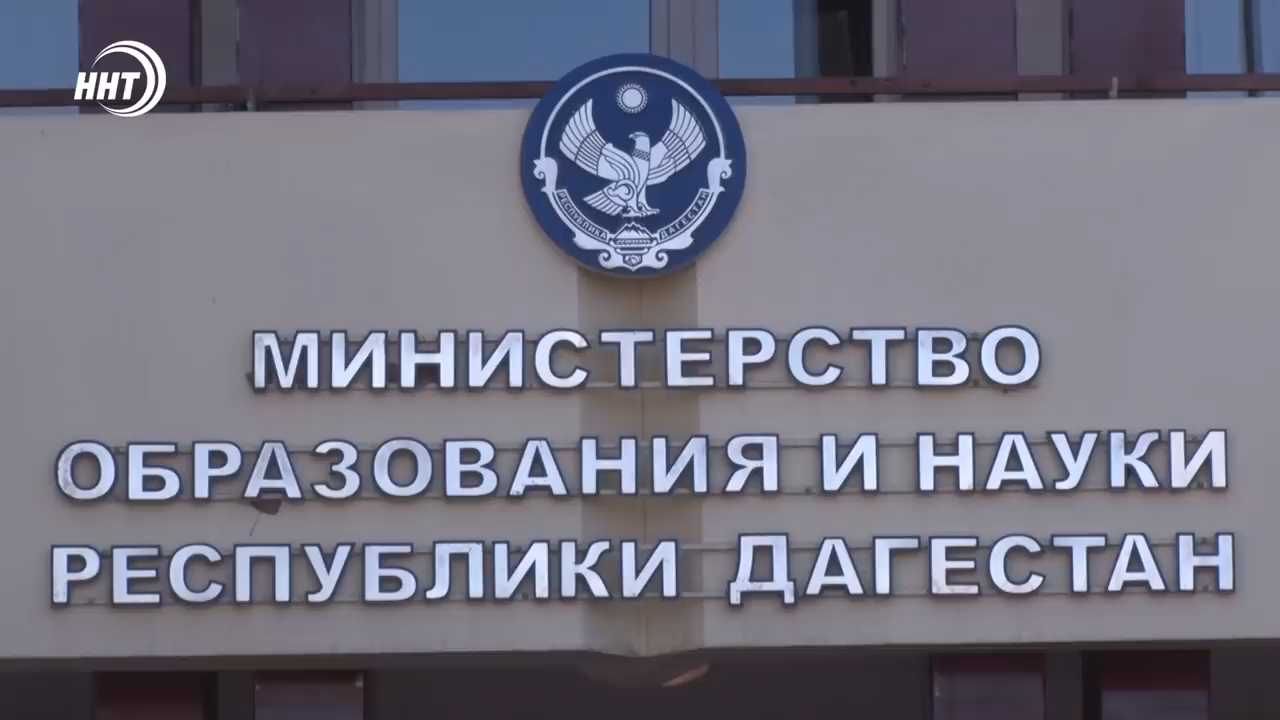 ННТ
РЕСПУБЛИКА ДАГЕСТАН
МИНИСТЕРСТВО
ОБРАЗОВАНИЯ И НАУКИ
РЕСПУБЛИКИ ДАГЕСТАН